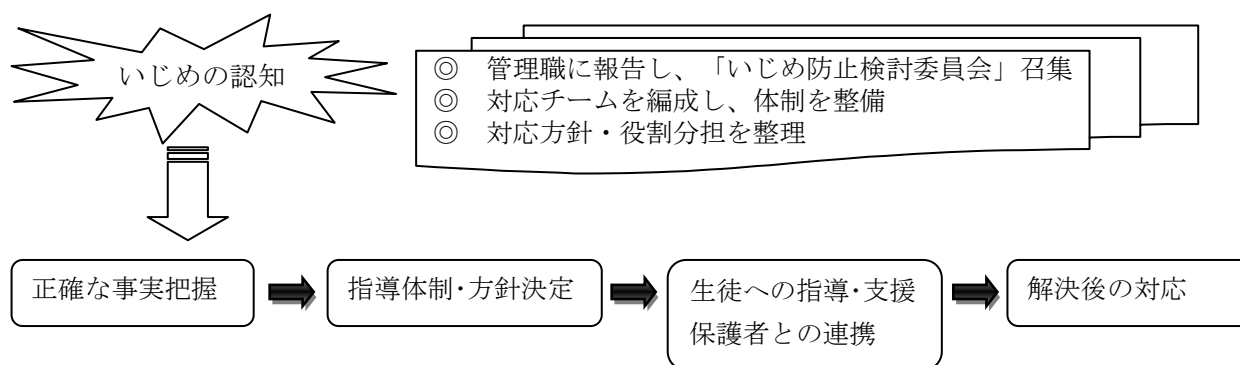 いじめの認知
◎ 管理職に報告し、「いじめ防止検討委員会」召集
◎ 対応チームを編成し、体制を整備
◎ 対応方針・役割分担を整理
正確な事実把握
指導体制･方針決定
生徒への指導･支援
保護者との連携
解決後の対応